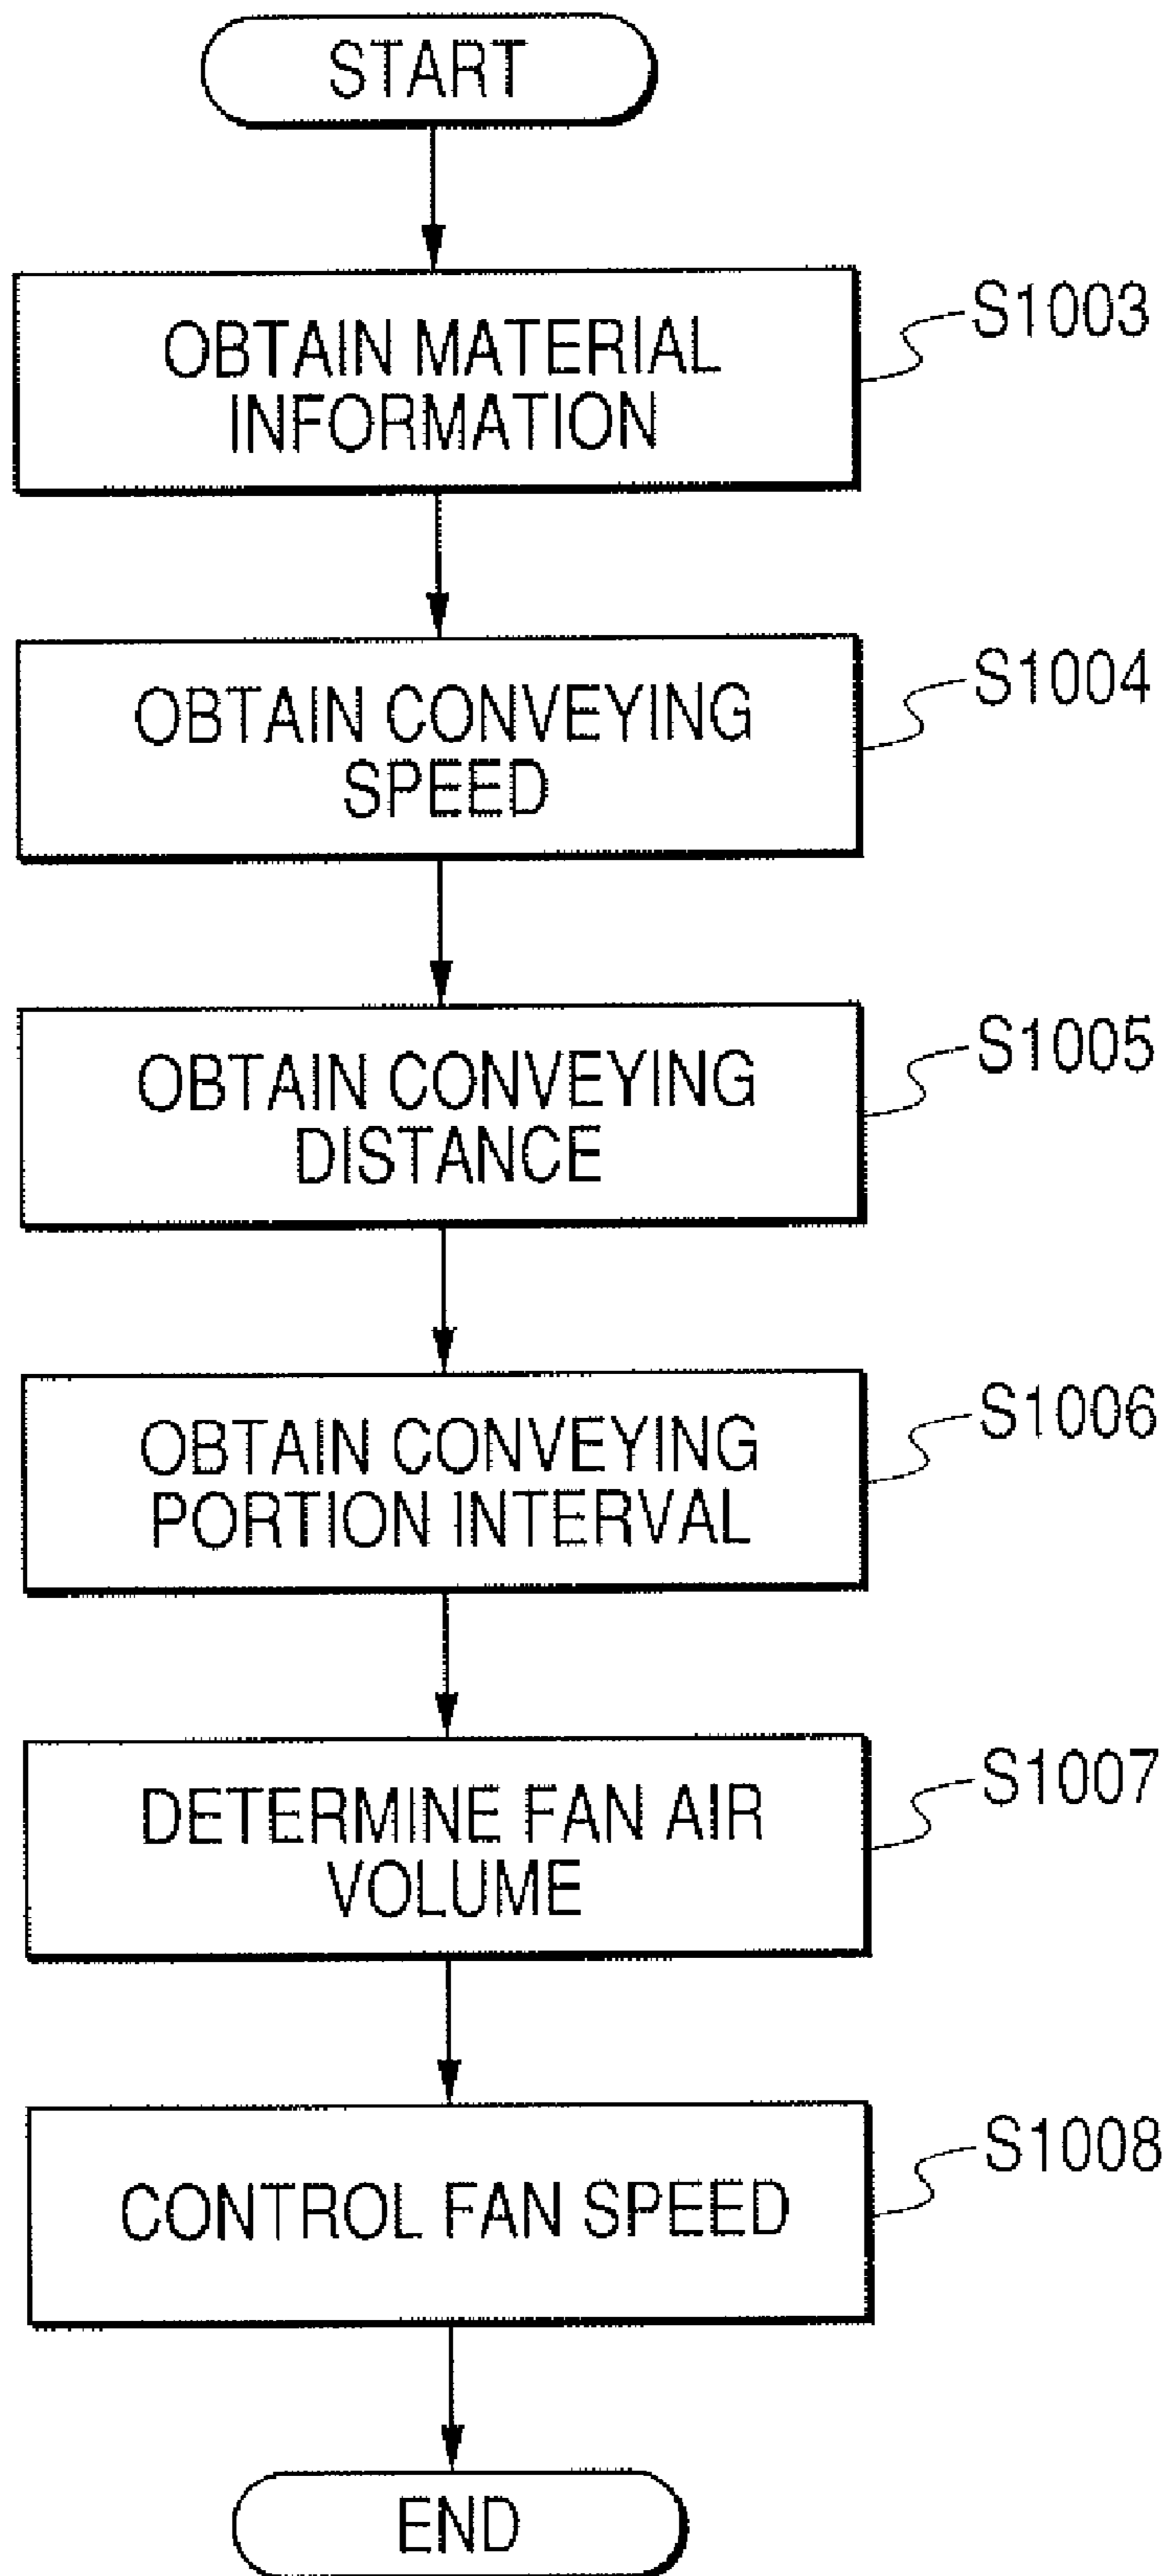 START
OBTAIN MATERIAL
INFORMATION
S1003
OBTAIN CONVEYING
SPEED
S1004
OBTAIN CONVEYING
DISTANCE
S1005
OBTAIN CONVEYING
PORTION INTERVAL
S1006
DETERMINE FAN AIR
VOLUME
S1007
CONTROL FAN SPEED
S1008
END